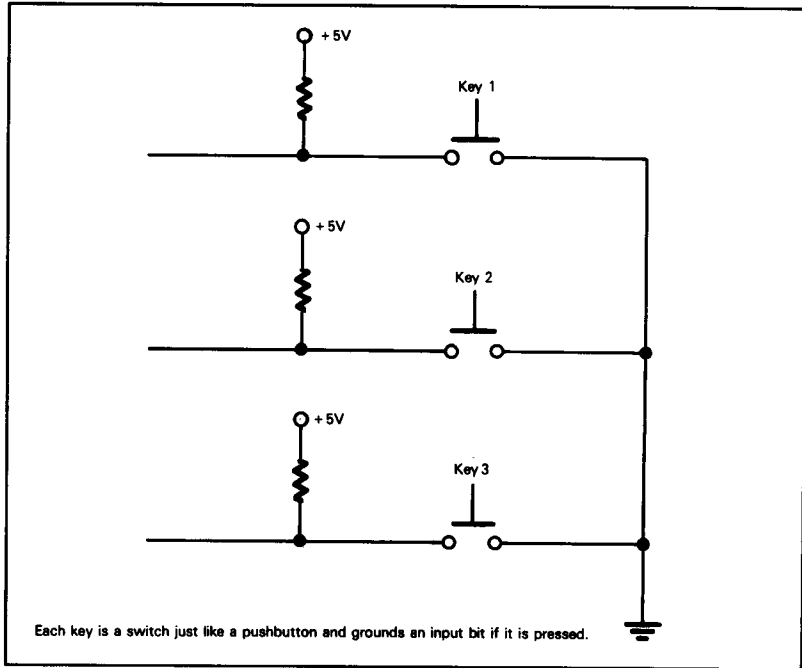 +5V
Key 1
+5V
Key 2
+5V
Key 3
Each key is a switch just like a pushbutton and grounds an input bit if it is pressed.